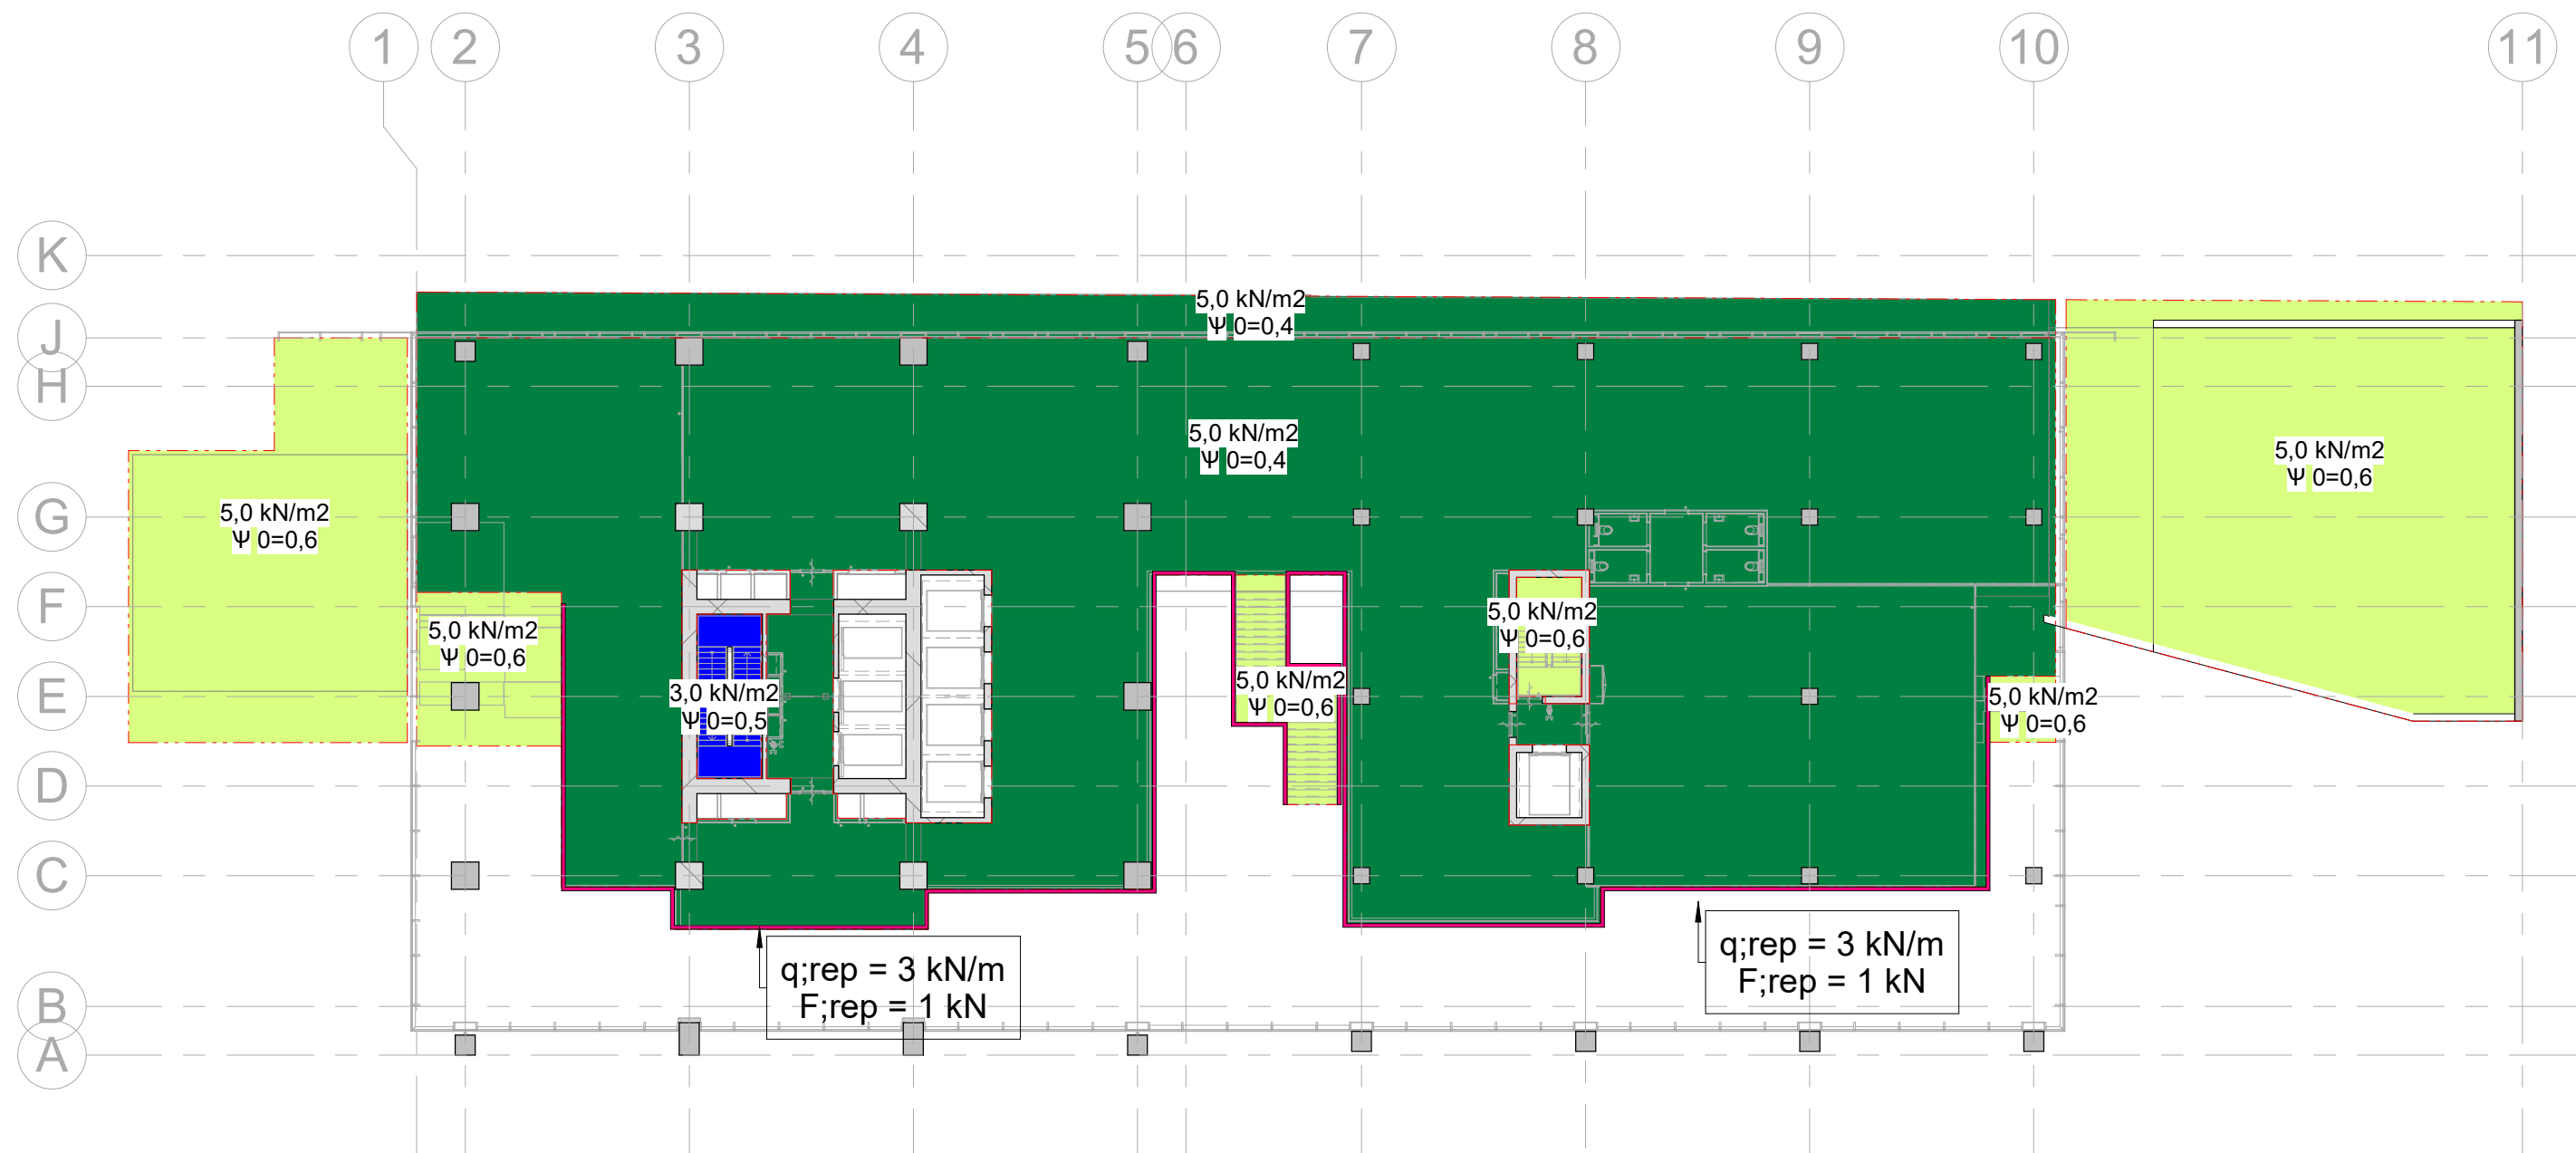 1 2 3 4 5 6 7 8 9 10 11
K
J
H
G
F
E
D
C
B
A
5,0 kN/m2
Ψ 0=0,4
5,0 kN/m2
Ψ 0=0,4
5,0 kN/m2
Ψ 0=0,6
5,0 kN/m2
Ψ 0=0,6
5,0 kN/m2
Ψ 0=0,6
5,0 kN/m2
Ψ 0=0,6
3,0 kN/m2
Ψ 0=0,5
5,0 kN/m2
Ψ 0=0,6
5,0 kN/m2
Ψ 0=0,6
q;rep = 3 kN/m
F;rep = 1 kN
q;rep = 3 kN/m
F;rep = 1 kN